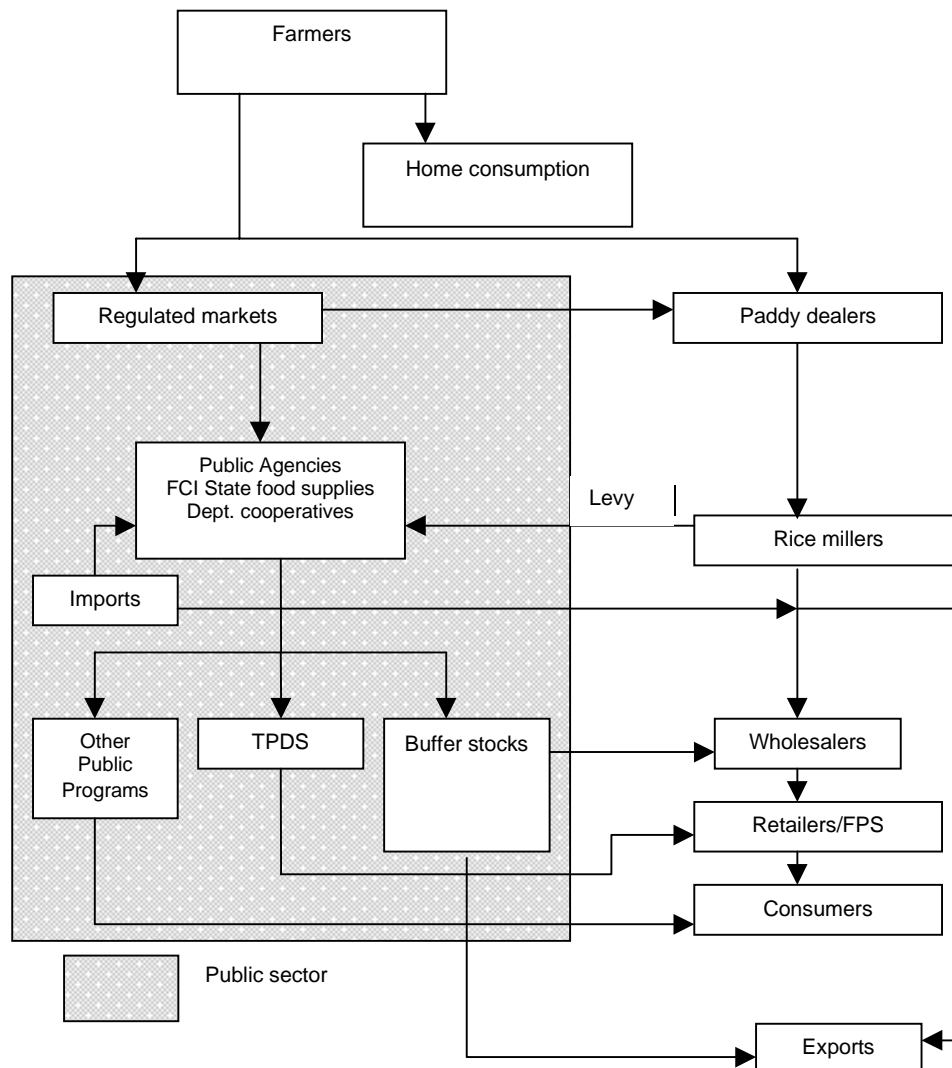 Farmers
Home consumption
Regulated markets
Paddy dealers
Public Agencies
FCI State food supplies
Dept. cooperatives
Levy
Rice millers
Imports
Other
Public
Programs
TPDS
Buffer stocks
Wholesalers
Retailers/FPS
Consumers
Public sector
Exports